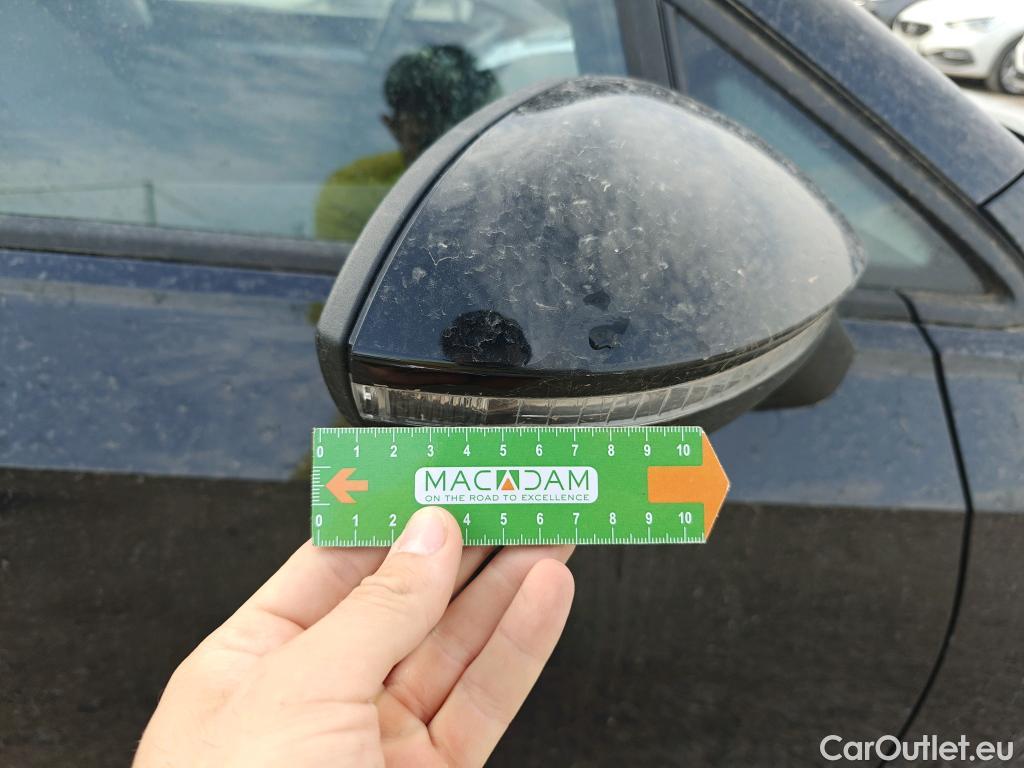 0 1 2 3 4 5 6 7 8 9 10
MACADAM
ON THE ROAD TO EXCELLENCE
0 1 2 4 5 6 7 8 9 10
CarOutlet.eu